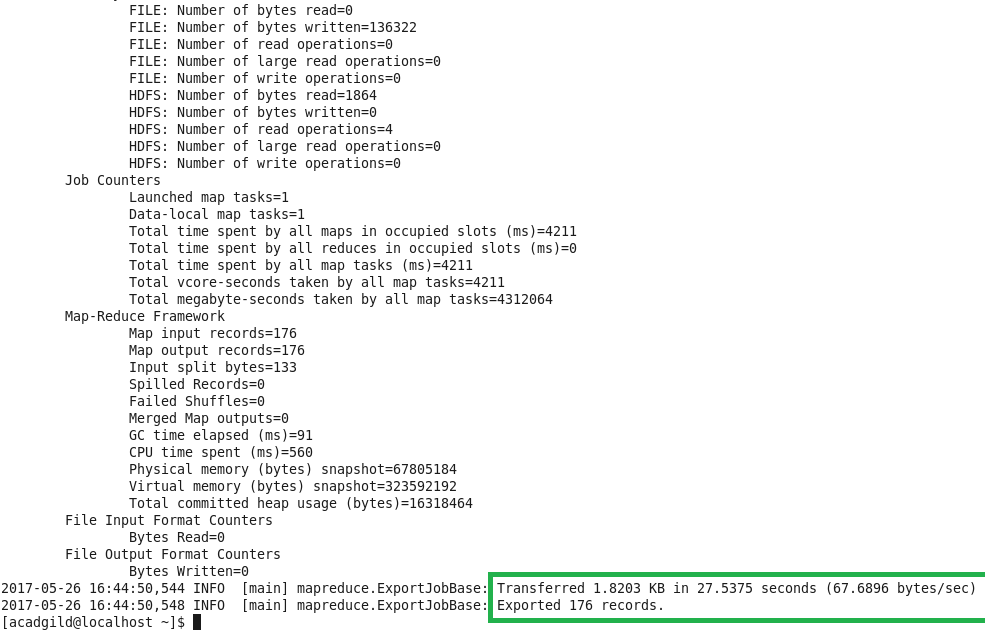 FILE: Number of bytes read=0
FILE: Number of bytes written=136322
FILE: Number of read operations=0
FILE: Number of large read operations=0
FILE: Number of write operations=0
HDFS: Number of bytes read=1864
HDFS: Number of bytes written=0
HDFS: Number of read operations=4
HDFS: Number of large read operations=0
HDFS: Number of write operations=0
Job Counters
Launched map tasks=1
Data-local map tasks=1
Total time spent by all maps in occupied slots (ms)=4211
Total time spent by all reduces in occupied slots (ms)=0
Total time spent by all map tasks (ms)=4211
Total vcore-seconds taken by all map tasks=4211
Total megabyte-seconds taken by all map tasks=4312064
Map-Reduce Framework
Map input records=176
Map output records=176
Input split bytes=133
Spilled Records=0
Failed Shuffles=0
Merged Map outputs=0
GC time elapsed (ms)=91
CPU time spent (ms)=560
Physical memory (bytes) snapshot=67805184
Virtual memory (bytes) snapshot=323592192
Total committed heap usage (bytes)=16318464
File Input Format Counters
Bytes Read=0
File Output Format Counters
Bytes Written=0
2017-05-26 16:44:50,544 INFO  [main] mapreduce.ExportJobBase: Transferred 1.8203 KB in 27.5375 seconds (67.6896 bytes/sec)
2017-05-26 16:44:50,548 INFO  [main] mapreduce.ExportJobBase: Exported 176 records.
[acadgild@localhost ~]$